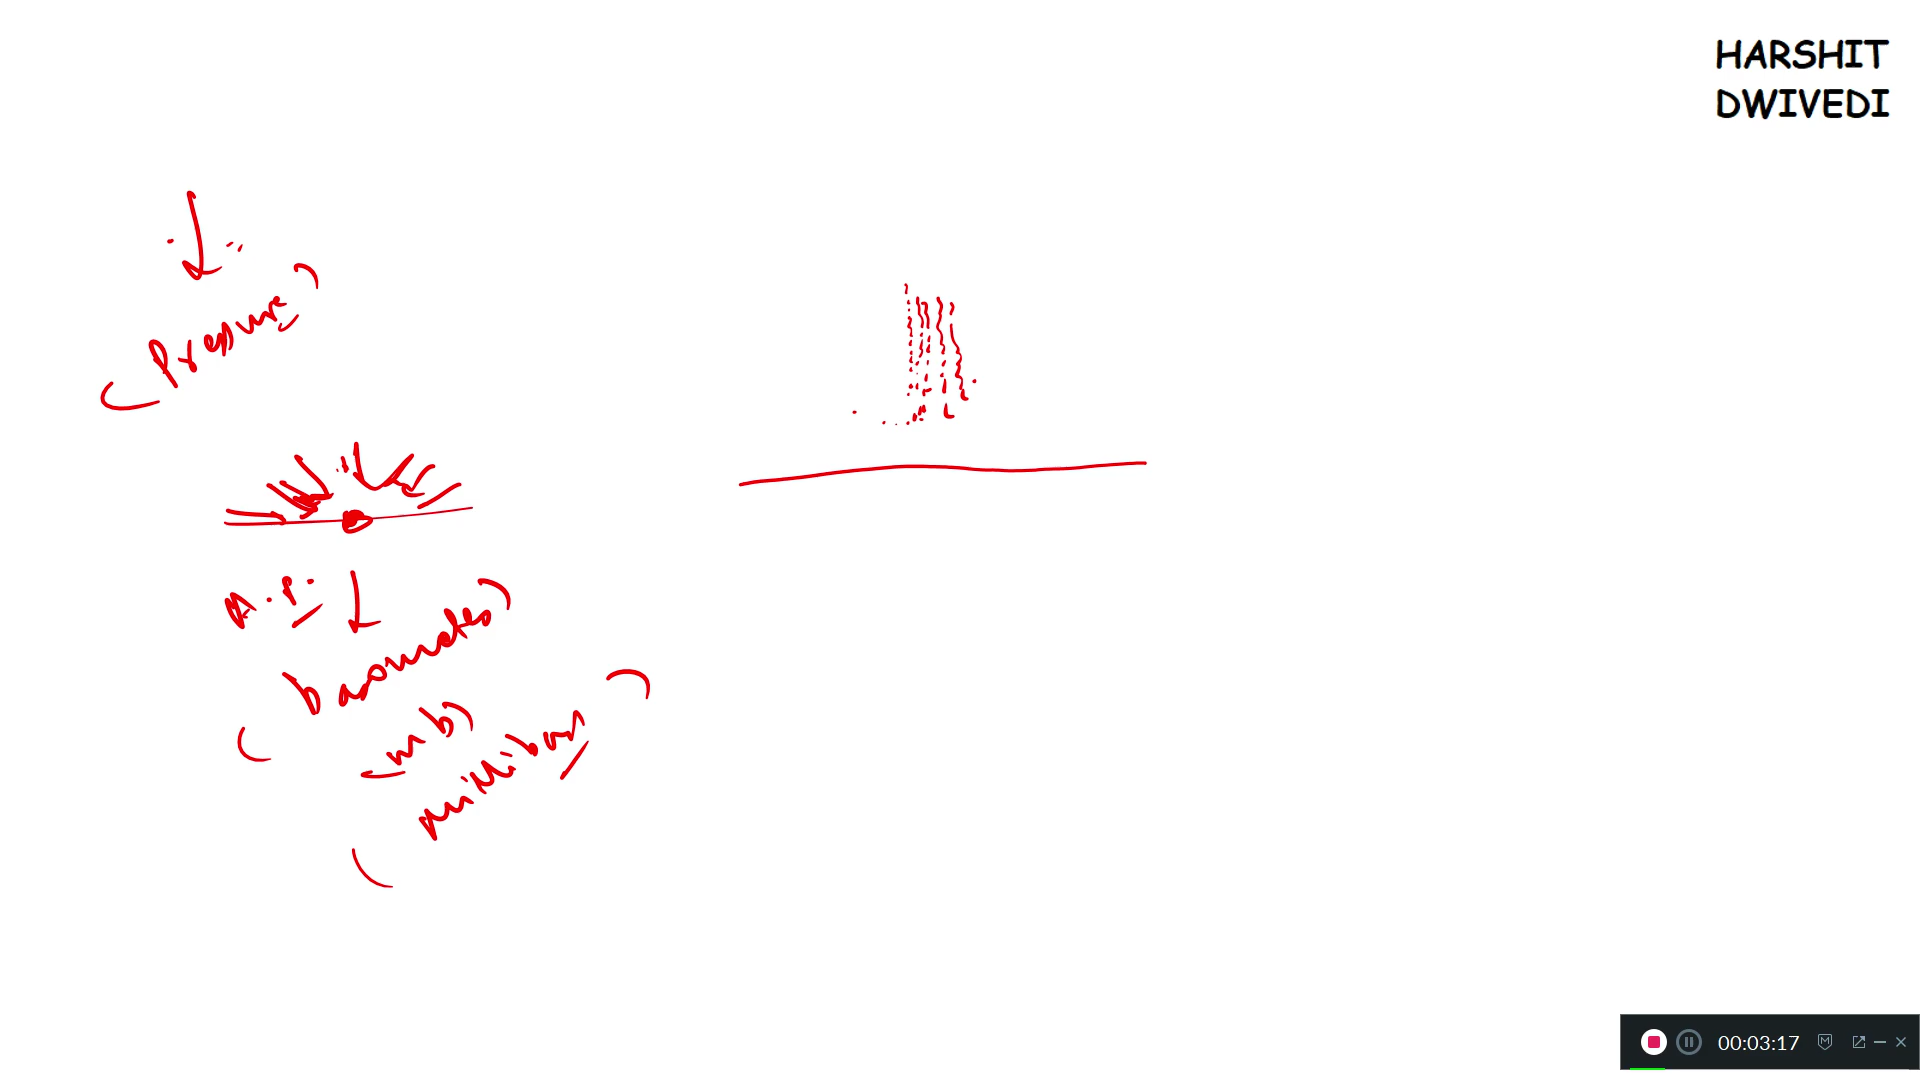 HARSHIT
DWIVEDI
(Pressure)
A.P.
(barometer)
(mb)
(millibar)
00:03:17